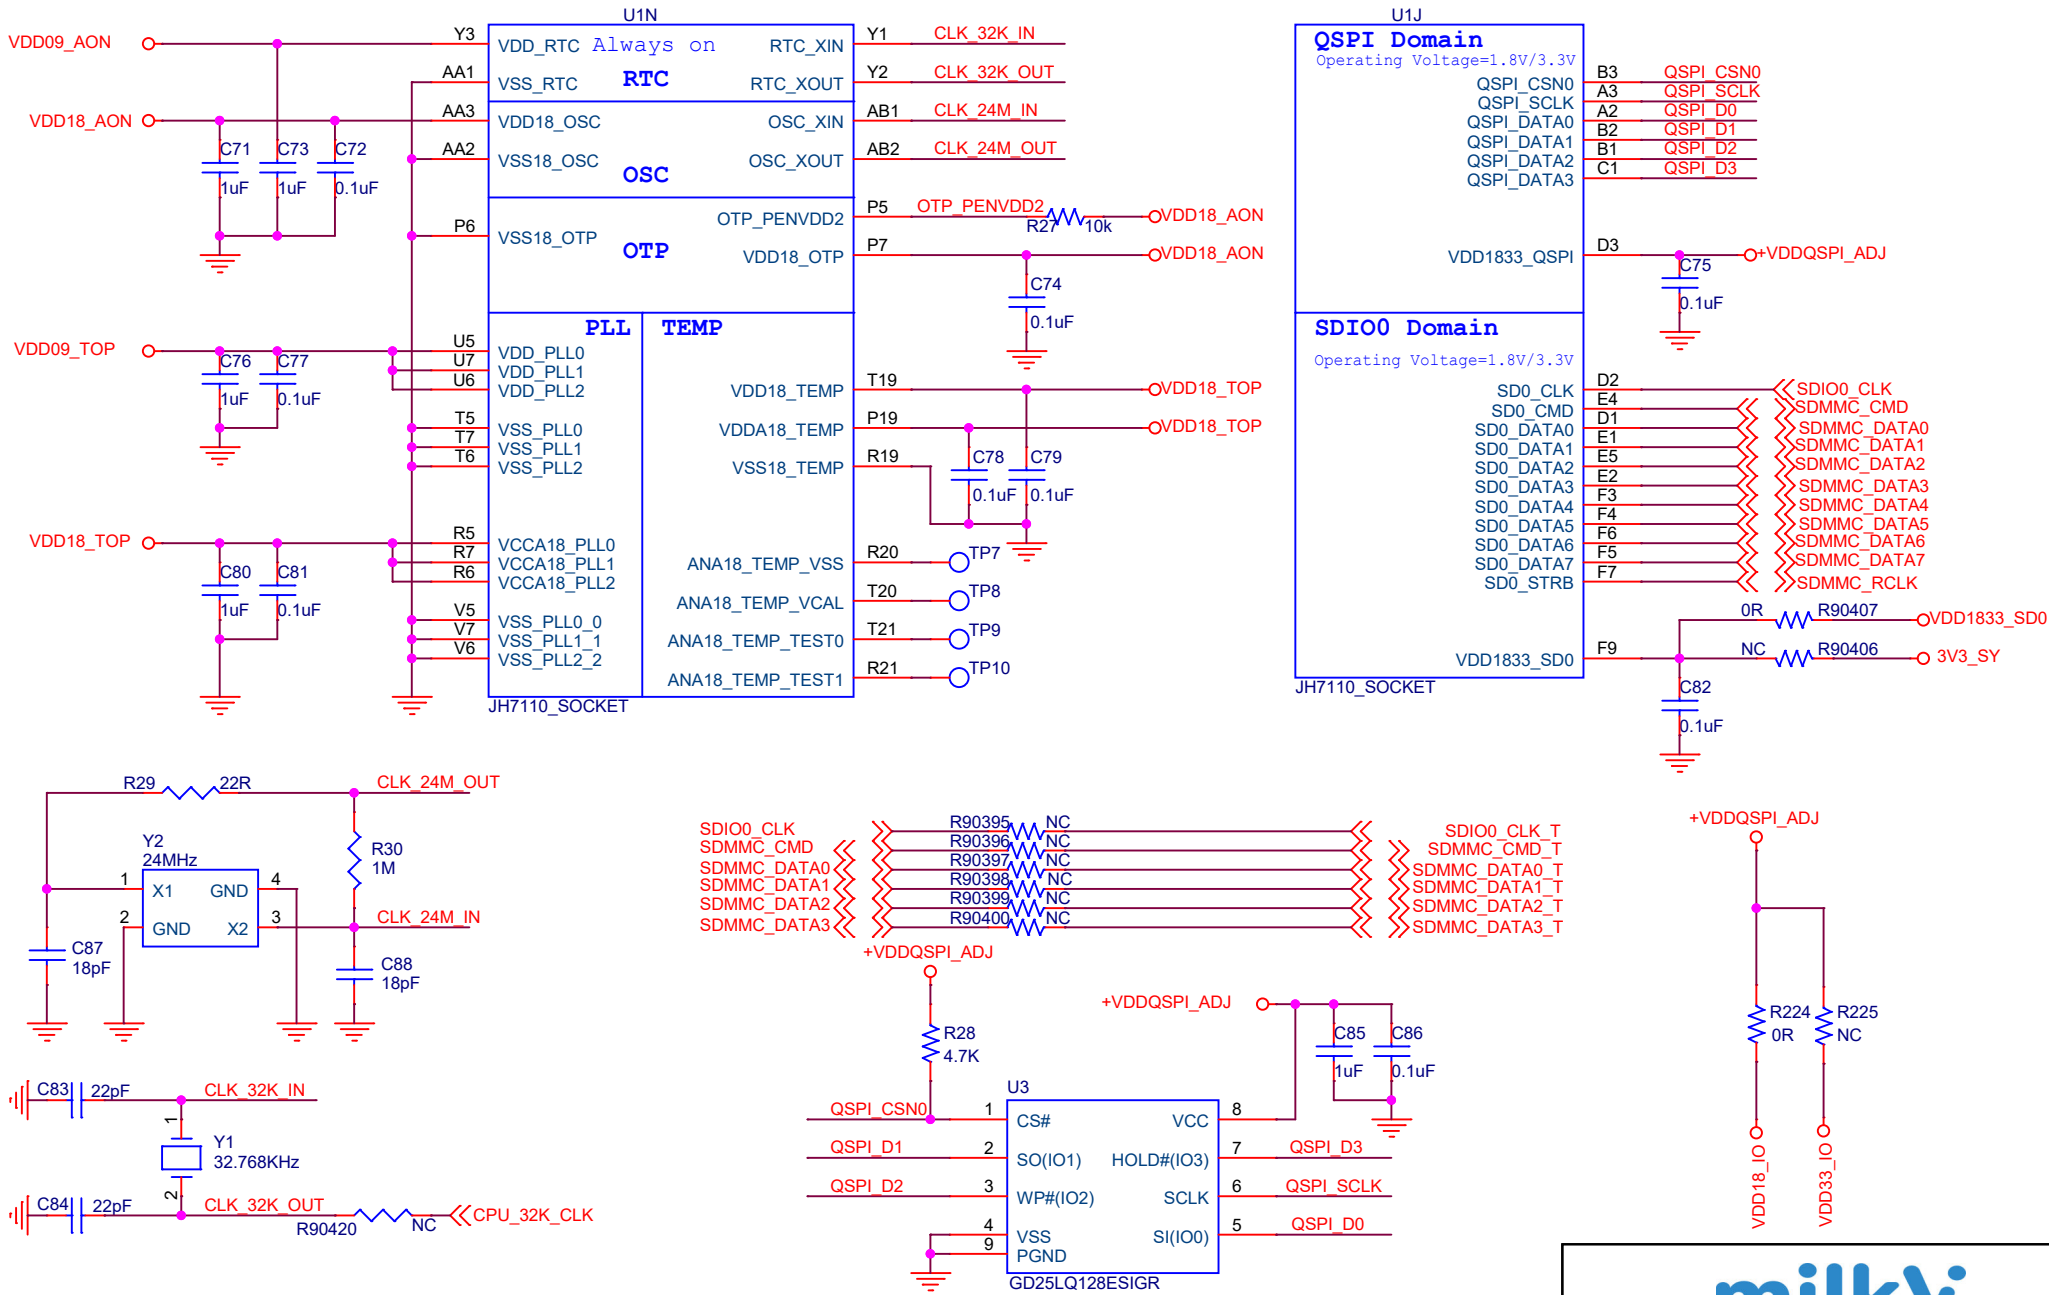 U1N
VDD09_AON
Y3
VDD_RTC
Always on
RTC_XIN
Y1
CLK_32K_IN
AA1
VSS_RTC
RTC
RTC_XOUT
Y2
CLK_32K_OUT
VDD18_AON
AA3
VDD18_OSC
OSC_XIN
AB1
CLK_24M_IN
C71
1uF
C73
1uF
C72
0.1uF
AA2
VSS18_OSC
OSC
OSC_XOUT
AB2
CLK_24M_OUT
P6
VSS18_OTP
OTP
OTP_PENVDD2
P5
OTP_PENVDD2
R27
10k
VDD18_AON
VDD18_OTP
P7
VDD18_AON
C74
0.1uF
PLL
TEMP
VDD09_TOP
C76
1uF
C77
0.1uF
U5
VDD_PLL0
U7
VDD_PLL1
U6
VDD_PLL2
T5
VSS_PLL0
T7
VSS_PLL1
T6
VSS_PLL2
VDD18_TOP
C80
1uF
C81
0.1uF
R5
VCCA18_PLL0
R7
VCCA18_PLL1
R6
VCCA18_PLL2
V5
VSS_PLL0_0
V7
VSS_PLL1_1
V6
VSS_PLL2_2
VDD18_TEMP
T19
VDD18_TOP
VDDA18_TEMP
P19
VDD18_TOP
VSS18_TEMP
R19
C78
0.1uF
C79
0.1uF
ANA18_TEMP_VSS
R20
TP7
ANA18_TEMP_VCAL
T20
TP8
ANA18_TEMP_TEST0
T21
TP9
ANA18_TEMP_TEST1
R21
TP10
JH7110_SOCKET
U1J
QSPI Domain
Operating Voltage=1.8V/3.3V
QSPI_CSN0
B3
QSPI_CSN0
QSPI_SCLK
A3
QSPI_SCLK
QSPI_DATA0
A2
QSPI_D0
QSPI_DATA1
B2
QSPI_D1
QSPI_DATA2
B1
QSPI_D2
QSPI_DATA3
C1
QSPI_D3
VDD1833_QSPI
D3
+VDDQSPI_ADJ
C75
0.1uF
SDIO0 Domain
Operating Voltage=1.8V/3.3V
SD0_CLK
D2
SDIO0_CLK
SD0_CMD
E4
SDMMC_CMD
SD0_DATA0
D1
SDMMC_DATA0
SD0_DATA1
E1
SDMMC_DATA1
SD0_DATA2
E5
SDMMC_DATA2
SD0_DATA3
E2
SDMMC_DATA3
SD0_DATA4
F3
SDMMC_DATA4
SD0_DATA5
F4
SDMMC_DATA5
SD0_DATA6
F6
SDMMC_DATA6
SD0_DATA7
F5
SDMMC_DATA7
SD0_STRB
F7
SDMMC_RCLK
0R
R90407
VDD1833_SD0
VDD1833_SD0
F9
NC
R90406
3V3_SY
C82
0.1uF
JH7110_SOCKET
R29
22R
CLK_24M_OUT
Y2
24MHz
R30
1M
1
X1
GND
4
2
GND
X2
3
CLK_24M_IN
C87
18pF
C88
18pF
C83
22pF
CLK_32K_IN
1
Y1
32.768KHz
2
C84
22pF
CLK_32K_OUT
R90420
NC
CPU_32K_CLK
SDIO0_CLK
R90395
NC
SDIO0_CLK_T
SDMMC_CMD
R90396
NC
SDMMC_CMD_T
SDMMC_DATA0
R90397
NC
SDMMC_DATA0_T
SDMMC_DATA1
R90398
NC
SDMMC_DATA1_T
SDMMC_DATA2
R90399
NC
SDMMC_DATA2_T
SDMMC_DATA3
R90400
NC
SDMMC_DATA3_T
+VDDQSPI_ADJ
R28
4.7K
+VDDQSPI_ADJ
C85
1uF
C86
0.1uF
U3
QSPI_CSN0
1
CS#
VCC
8
QSPI_D1
2
SO(IO1)
HOLD#(IO3)
7
QSPI_D3
QSPI_D2
3
WP#(IO2)
SCLK
6
QSPI_SCLK
4
VSS
SI(IO0)
5
QSPI_D0
9
PGND
GD25LQ128ESIGR
+VDDQSPI_ADJ
R224
0R
R225
NC
VDD18_IO
VDD33_IO
milkV